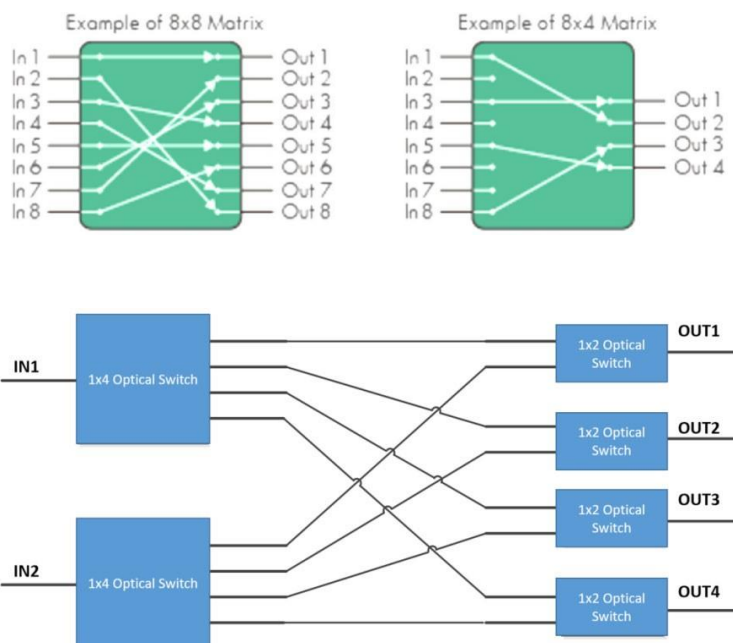 Example of 8x8 Matrix
In 1
In 2
In 3
In 4
In 5
In 6
In 7
In 8
Out 1
Out 2
Out 3
Out 4
Out 5
Out 6
Out 7
Out 8
Example of 8x4 Matrix
In 1
In 2
In 3
In 4
In 5
In 6
In 7
In 8
Out 1
Out 2
Out 3
Out 4
IN1
1x4 Optical Switch
IN2
1x4 Optical Switch
1x2 Optical
Switch
OUT1
1x2 Optical
Switch
OUT2
1x2 Optical
Switch
OUT3
1x2 Optical
Switch
OUT4